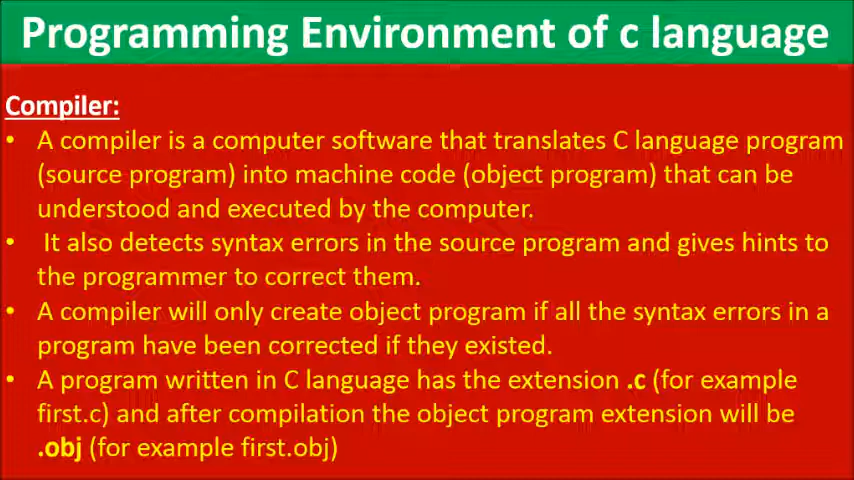 Programming Environment of c language
Compiler:
• A compiler is a computer software that translates C language program
(source program) into machine code (object program) that can be
understood and executed by the computer.
• It also detects syntax errors in the source program and gives hints to
the programmer to correct them.
• A compiler will only create object program if all the syntax errors in a
program have been corrected if they existed.
• A program written in C language has the extension .c (for example
first.c) and after compilation the object program extension will be
.obj (for example first.obj)